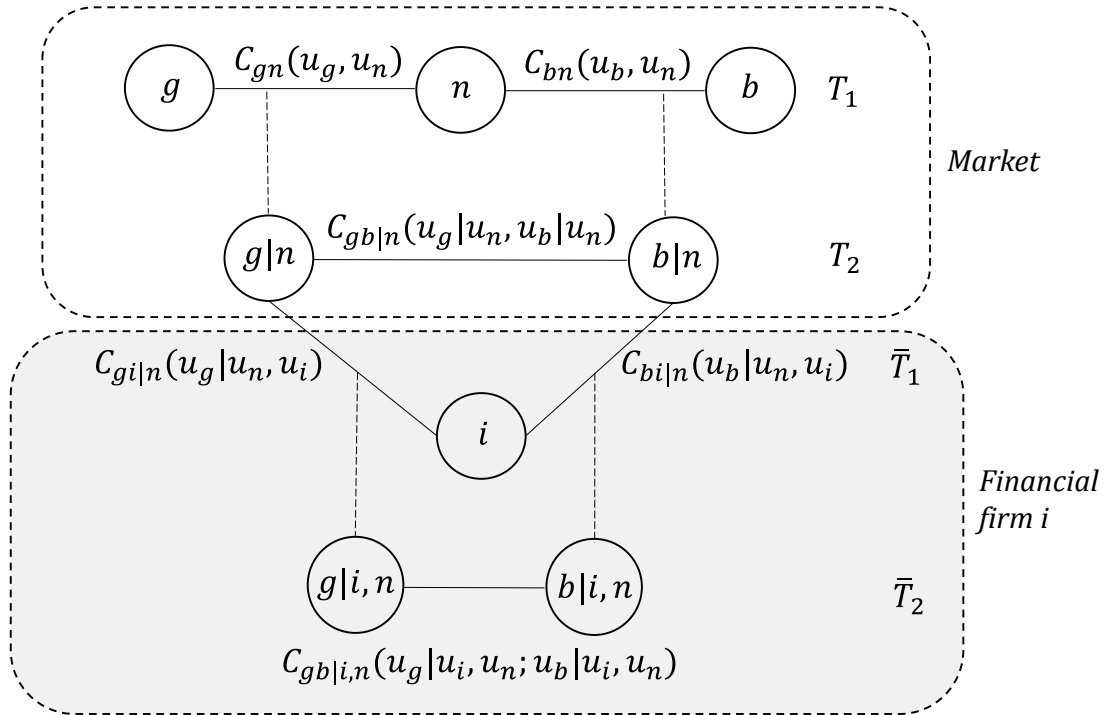 C_{gn}(u_g, u_n)
C_{bn}(u_b, u_n)
g
n
b
T_1
Market
C_{gb|n}(u_g|u_n, u_b|u_n)
g|n
b|n
T_2
C_{gi|n}(u_g|u_n, u_i)
C_{bi|n}(u_b|u_n, u_i)
T̄_1
i
Financial
firm i
g|i, n
b|i, n
T̄_2
C_{gb|i,n}(u_g|u_i, u_n; u_b|u_i, u_n)